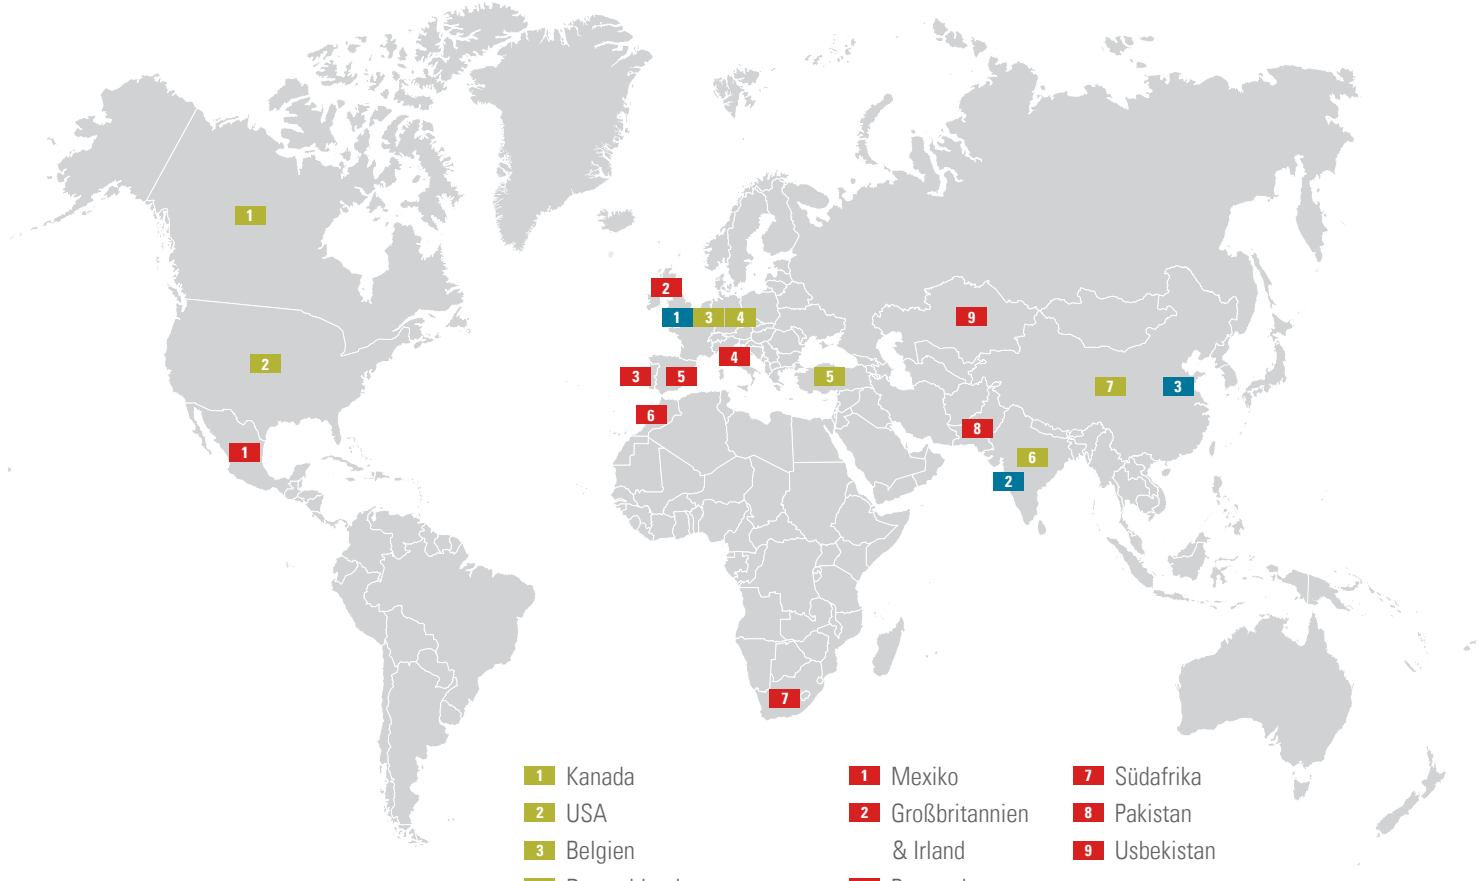 1
2
1
2
1 3 4
4
3 5
6
5
9
7 3
8
6
2
7
1 Kanada
2 USA
3 Belgien
1 Mexiko
2 Großbritannien
& Irland
7 Südafrika
8 Pakistan
9 Usbekistan